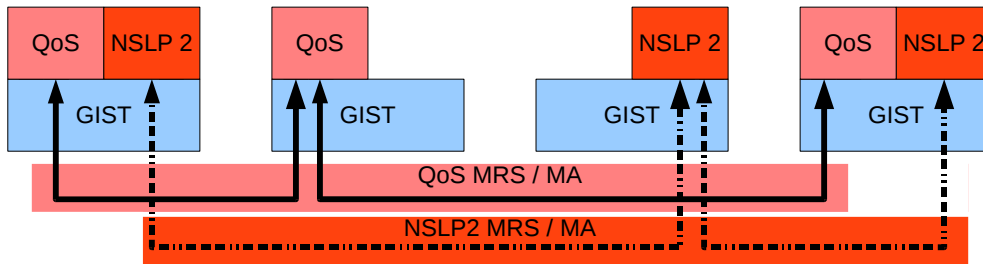 QoS NSLP 2 QoS NSLP 2 QoS NSLP 2
GIST GIST GIST GIST
QoS MRS / MA
NSLP2 MRS / MA